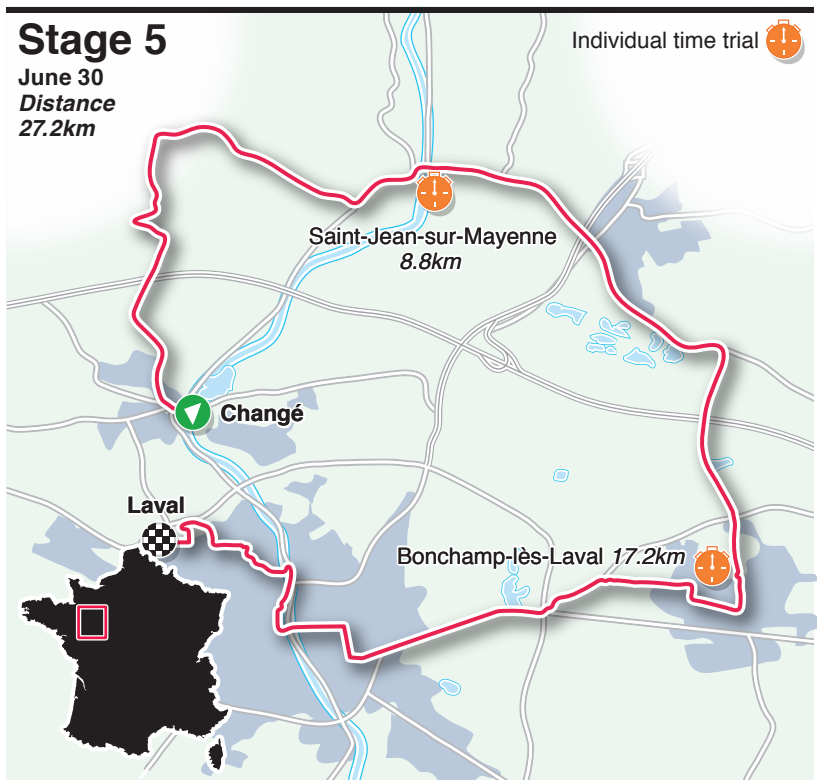 Stage 5
June 30
Distance
27.2km
Individual time trial
Saint-Jean-sur-Mayenne
8.8km
Changé
Laval
Bonchamp-lès-Laval 17.2km